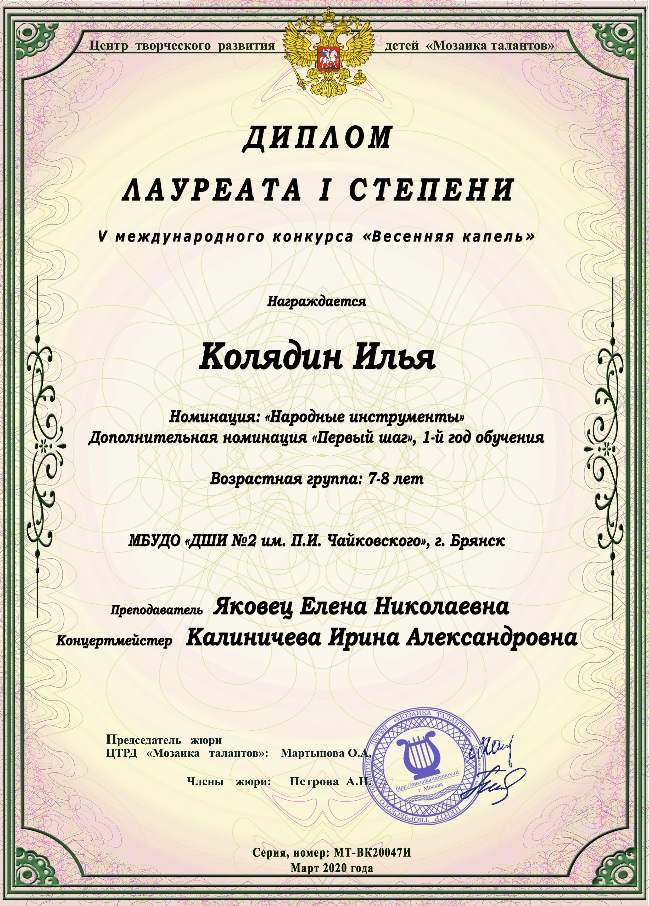 Центр творческого развития детей «Мозаика талантов»
ДИПЛОМ
ЛАУРЕАТА I СТЕПЕНИ
V международного конкурса «Весенняя капель»
Награждается
Колядин Илья
Номинация: «Народные инструменты»
Дополнительная номинация «Первый шаг», 1-й год обучения
Возрастная группа: 7-8 лет
МБУДО «ДШИ №2 им. П.И. Чайковского», г. Брянск
Преподаватель Яковец Елена Николаевна
Концертмейстер Калиничева Ирина Александровна
Председатель жюри
ЦТРД «Мозаика талантов»: Мартынова О.А.
Члены жюри: Петрова А.Н.
г. Москва
Серия, номер: МТ-ВК20047И
Март 2020 года